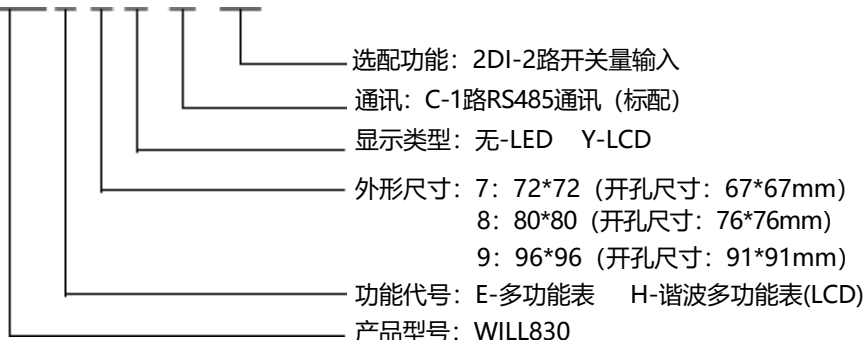 选配功能：2DI-2路开关量输入
通讯：C-1路RS485通讯（标配）
显示类型：无-LED Y-LCD
外形尺寸：7：72*72（开孔尺寸：67*67mm）
8：80*80（开孔尺寸：76*76mm）
9：96*96（开孔尺寸：91*91mm）
功能代号：E-多功能表 H-谐波多功能表(LCD)
产品型号：WILL830